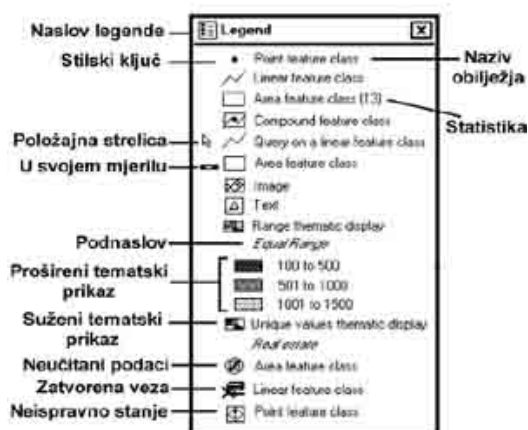 Naslov legende
Legend
Stilski ključ
Point feature class
Naziv obilježja
Linear feature class
Area feature class (13)
Statistika
Compound feature class
Položajna strelica
Query on a linear feature class
U svojem mjerilu
Area feature class
Image
Text
Range thematic display
Podnaslov
Equal Range
Prošireni tematski prikaz
100 to 500
501 to 1000
1001 to 1500
Suženi tematski prikaz
Unique values thematic display
Real estate
Neučitani podaci
Area feature class
Zatvorena veza
Linear feature class
Neispravno stanje
Point feature class